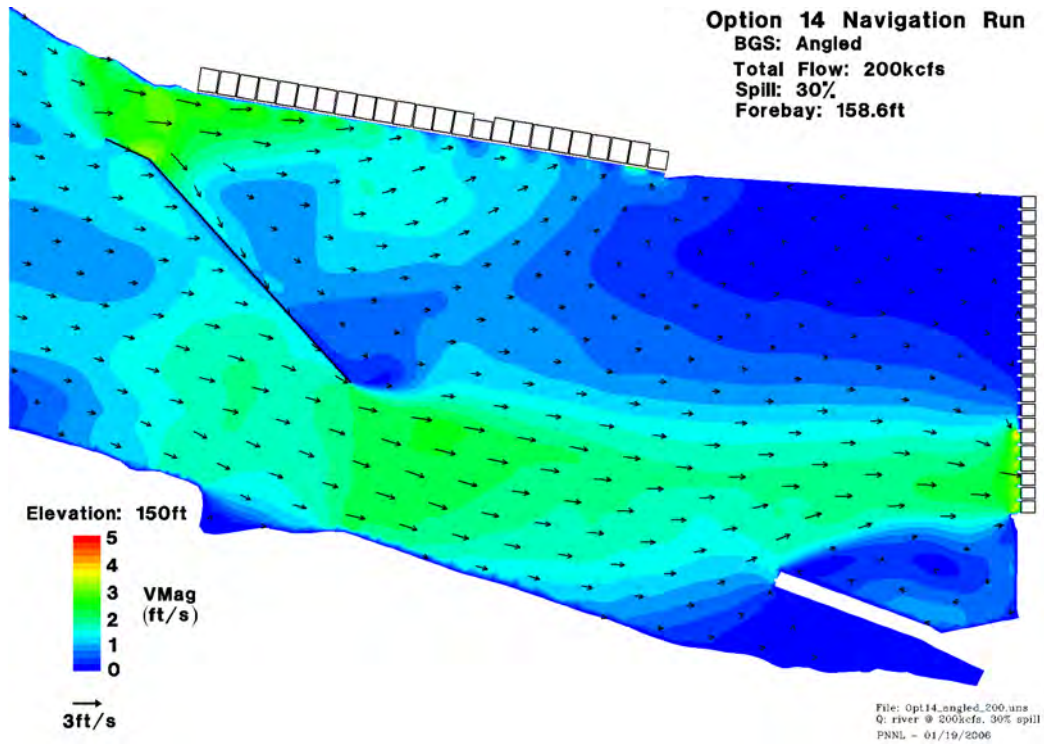 Option 14 Navigation Run
BGS: Angled
Total Flow: 200kcfs
Spill: 30%
Forebay: 158.6ft
Elevation: 150ft
5
4
3
2
1
0
VMag
(ft/s)
3ft/s
File: Opt14_angled_200.uns
Q: river @ 200kcfs, 30% spill
PNNL - 01/19/2006